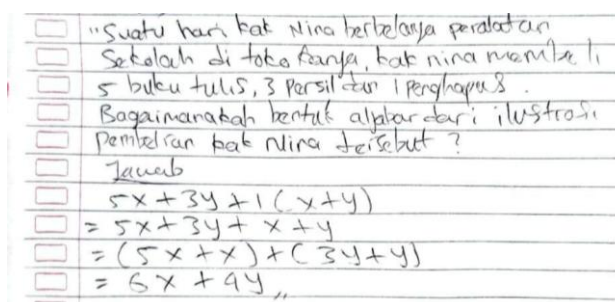 "Suatu hari kak Nina berbelanja peralatan
Sekolah di toko Karya, kak nina membeli
5 buku tulis, 3 Pensil dan 1 Penghapus.
Bagaimanakah bentuk aljabar dari ilustrasi
Pembelian kak Nina tersebut ?
Jawab
5x + 3y + 1 (x+y)
= 5x + 3y + x + y
= (5x + x) + (3y + y)
= 6x + 4y,,